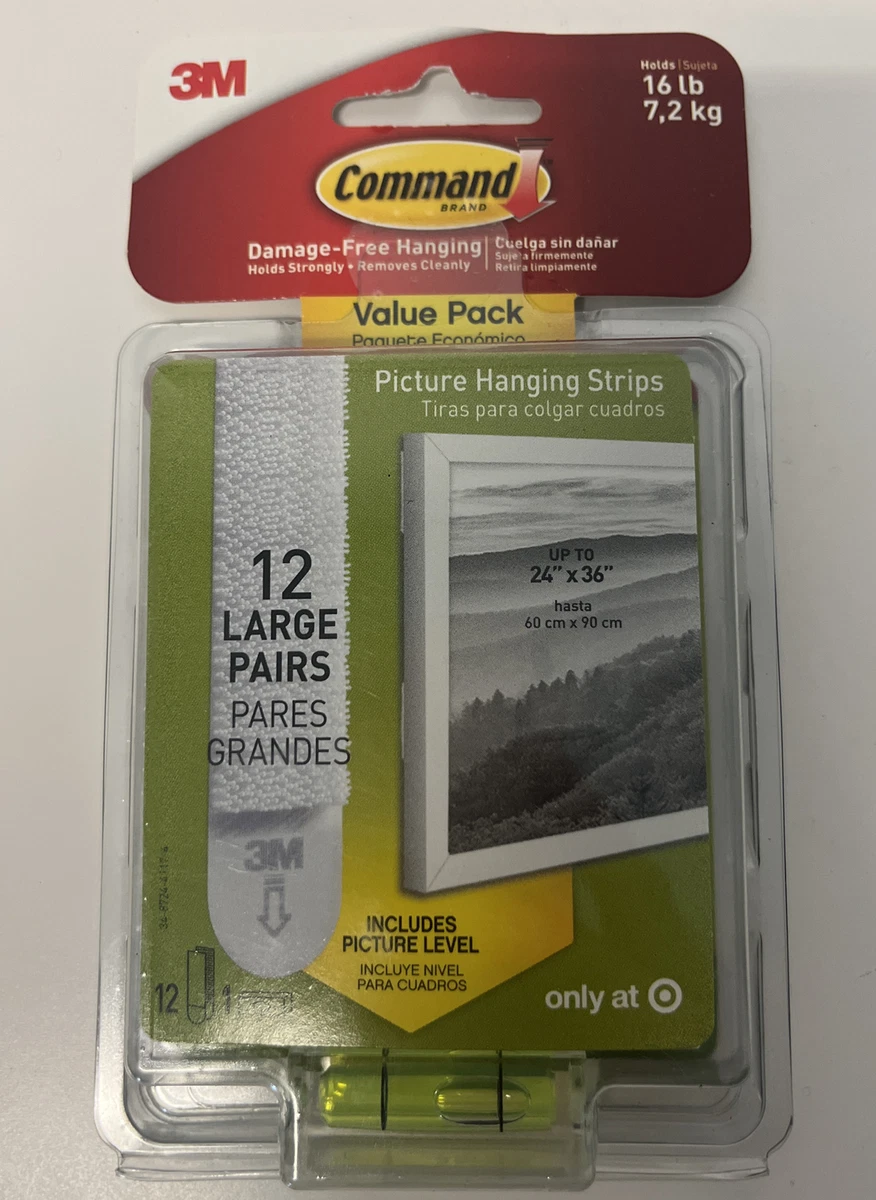 3M
Holds | Sujeta
16 lb
7,2 kg
Command
BRAND
Damage-Free Hanging
Holds Strongly • Removes Cleanly
Cuelga sin dañar
Sujeta firmemente
Retira limpiamente
Value Pack
Paquete Económico
Picture Hanging Strips
Tiras para colgar cuadros
UP TO
24” x 36”
hasta
60 cm x 90 cm
12
LARGE
PAIRS
PARES
GRANDES
3M
INCLUDES
PICTURE LEVEL
INCLUYE NIVEL
PARA CUADROS
12 1
only at